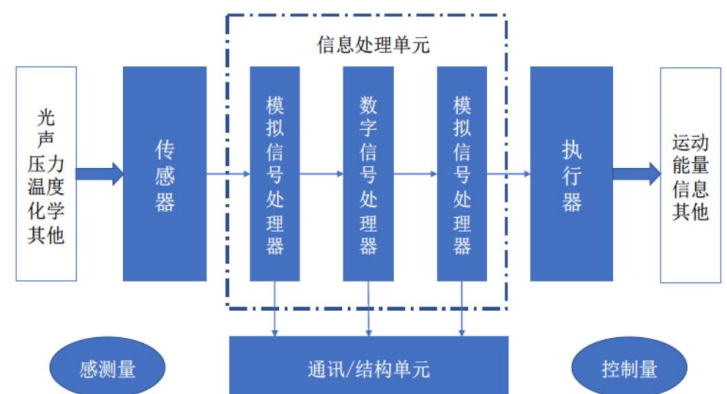 信息处理单元
光
声
压力
温度
化学
其他
传感器
模拟信号处理器
数字信号处理器
模拟信号处理器
执行器
运动
能量
信息
其他
感测量
通讯/结构单元
控制量